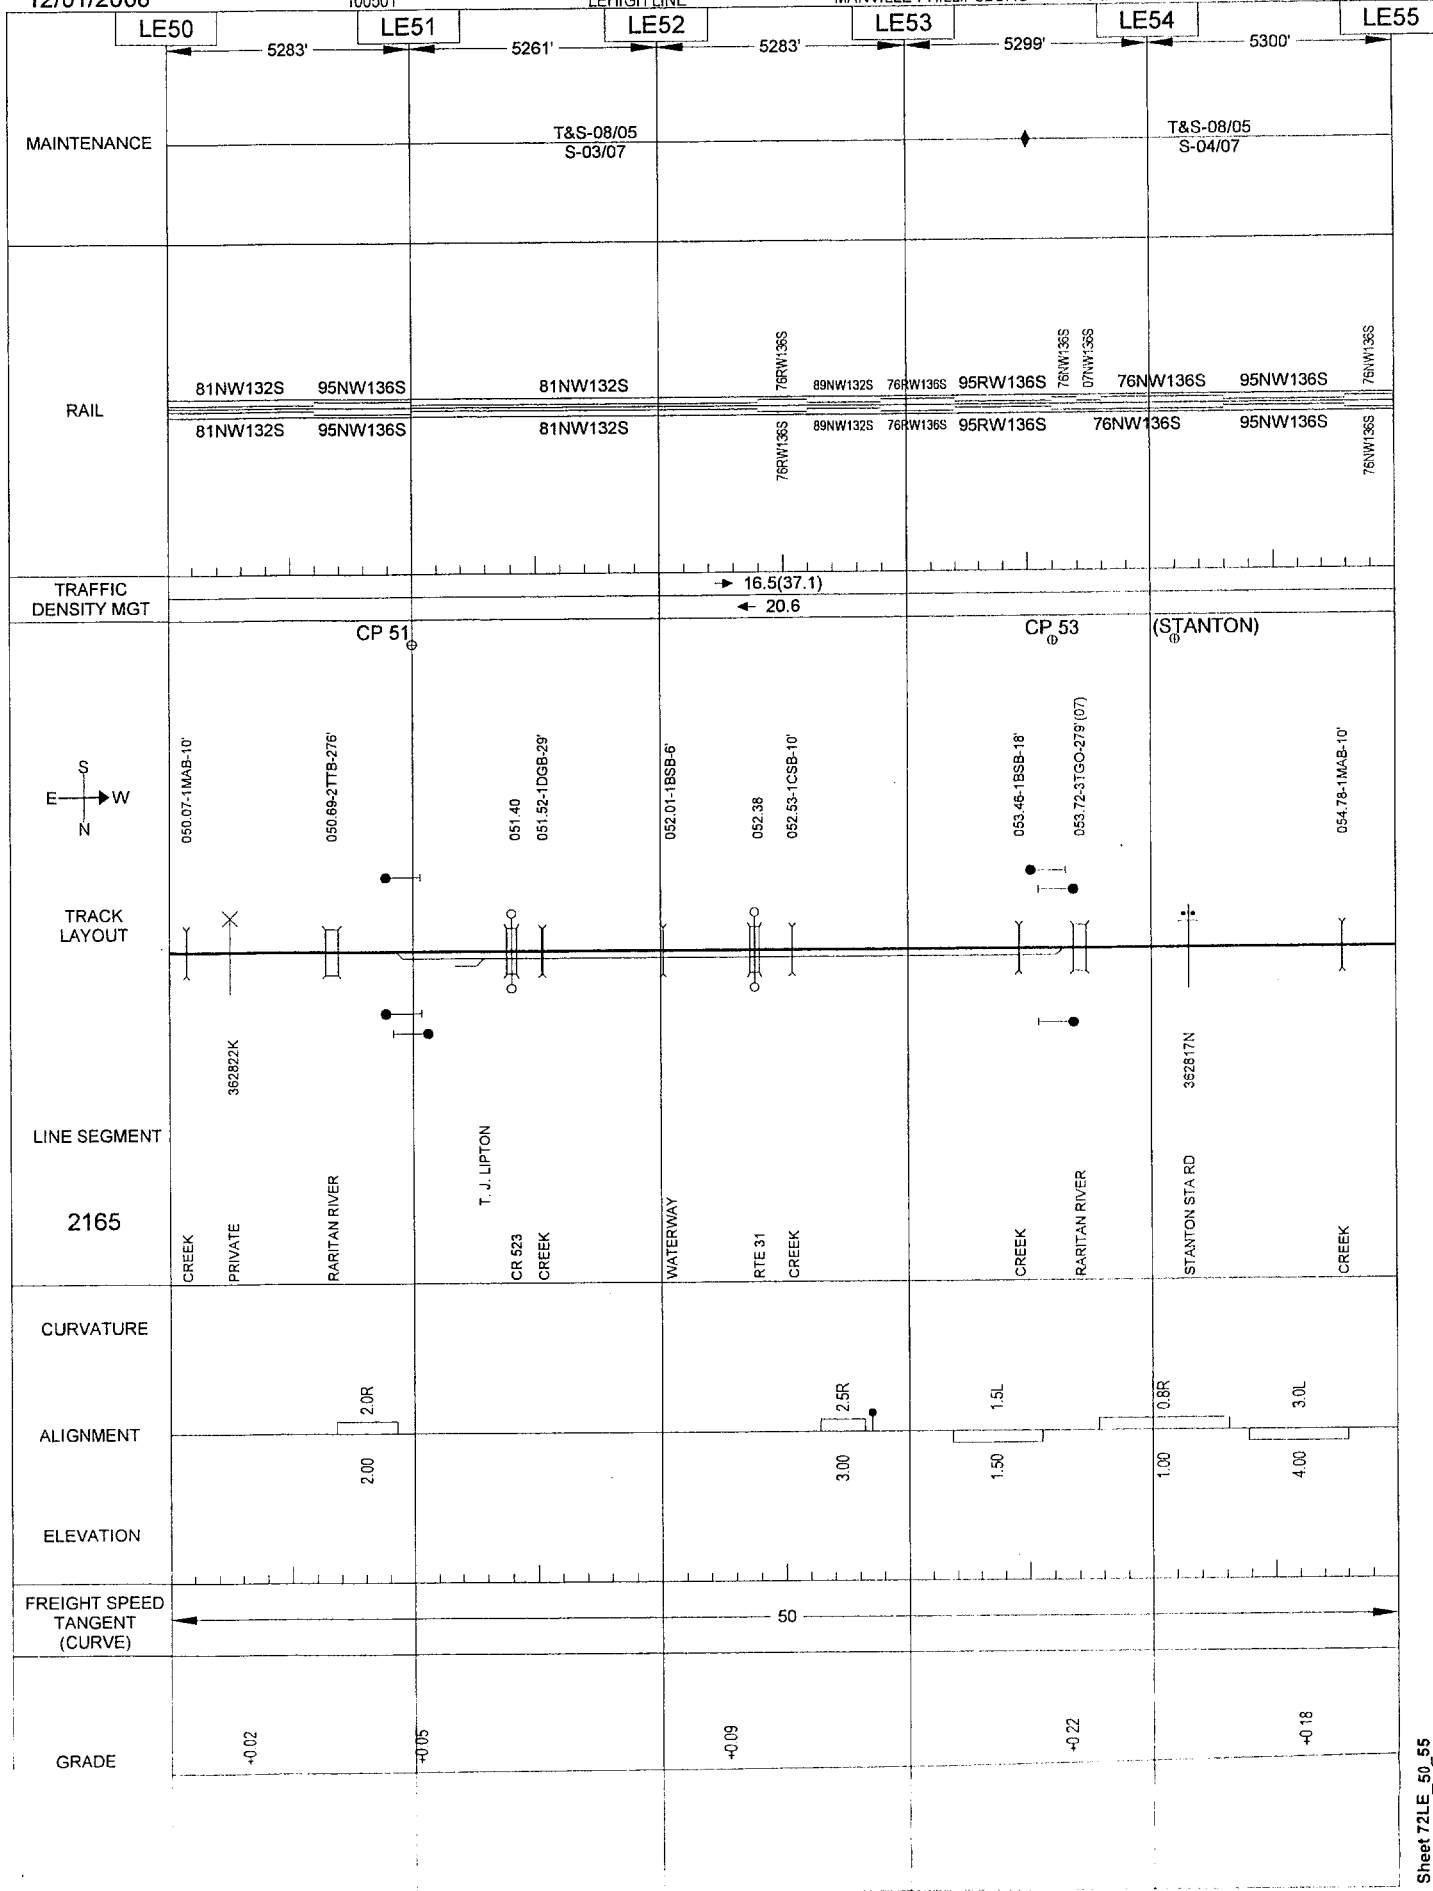 12/01/2008 100501 LEHIGH LINE
LE50 LE51 LE52 LE53 LE54 LE55
5283' 5261' 5283' 5299' 5300'
MAINTENANCE
T&S-08/05
S-03/07
T&S-08/05
S-04/07
RAIL
81NW132S 95NW136S 81NW132S 76RW136S 89NW132S 76RW136S 95RW136S 76NW136S 07NW136S 76NW136S 95NW136S 76NW136S
81NW132S 95NW136S 81NW132S 76RW136S 89NW132S 76RW136S 95RW136S 76NW136S 95NW136S 76NW136S
TRAFFIC
DENSITY MGT
16.5(37.1)
20.6
CP 51 CP 53 (STANTON)
S
E W
N
050.07-1MAB-10'
050.69-2TTB-276'
051.40
051.52-1DGB-29'
052.01-1BSB-6'
052.38
052.53-1CSB-10'
053.46-1BSB-18'
053.72-3TGO-279'(07)
054.78-1MAB-10'
TRACK
LAYOUT
362822K
362817N
LINE SEGMENT
2165
CREEK
PRIVATE
RARITAN RIVER
T. J. LIPTON
CR 523
CREEK
WATERWAY
RTE 31
CREEK
CREEK
RARITAN RIVER
STANTON STA RD
CREEK
CURVATURE
2.0R 2.5R 1.5L 0.8R 3.0L
ALIGNMENT
2.00 3.00 1.50 1.00 4.00
ELEVATION
FREIGHT SPEED
TANGENT
(CURVE)
50
GRADE
+0.02 +0.05 +0.09 +0.22 +0.18
Sheet 72LE_50_55